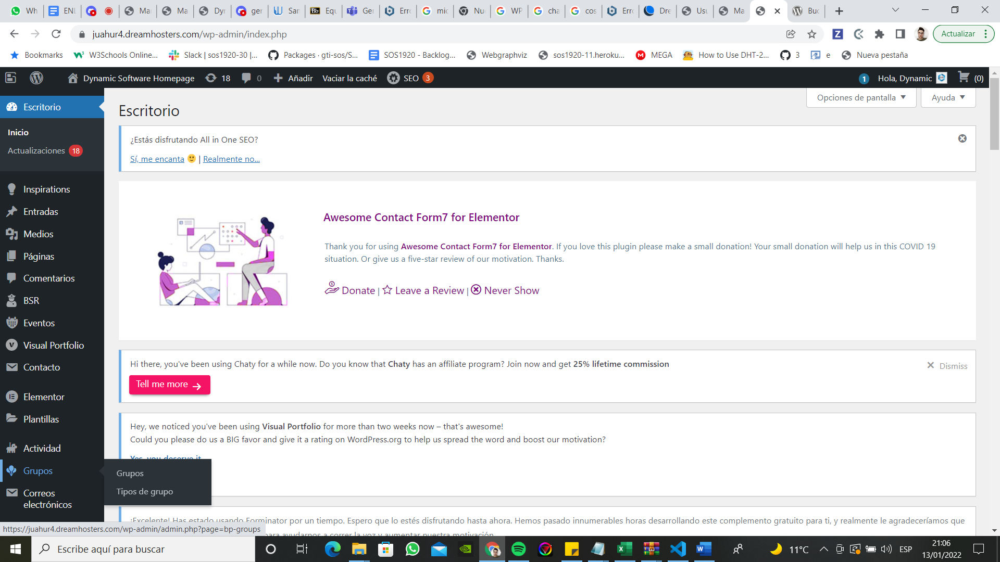 Wh
ENL
Mar
Ma
Dyr
ger
San
Equ
Ger
Erro
mic
Nue
WP
cha
cos
Erro
Dre
Usu
Ma
Buc
juahur4.dreamhosters.com/wp-admin/index.php
Actualizar
Bookmarks
W3Schools Online...
Slack | sos1920-30 |...
Packages · gti-sos/S...
SOS1920 - Backlog...
Webgraphviz
sos1920-11.heroku...
MEGA
How to Use DHT-2...
3
e
Nueva pestaña
Dynamic Software Homepage
18
0
Añadir
Vaciar la caché
SEO 3
1
Hola, Dynamic
(0)
Opciones de pantalla
Ayuda
Escritorio
Inicio
Actualizaciones 18
Inspirations
Entradas
Medios
Páginas
Comentarios
BSR
Eventos
Visual Portfolio
Contacto
Elementor
Plantillas
Actividad
Grupos
Correos
electrónicos
Grupos
Tipos de grupo
Escritorio
¿Estás disfrutando All in One SEO?
Sí, me encanta 🙂 | Realmente no...
Awesome Contact Form7 for Elementor
Thank you for using Awesome Contact Form7 for Elementor. If you love this plugin please make a small donation! Your small donation will help us in this COVID 19
situation. Or give us a five-star review of our motivation. Thanks.
Donate | Leave a Review | Never Show
Hi there, you've been using Chaty for a while now. Do you know that Chaty has an affiliate program? Join now and get 25% lifetime commission
Dismiss
Tell me more
Hey, we noticed you've been using Visual Portfolio for more than two weeks now – that's awesome!
Could you please do us a BIG favor and give it a rating on WordPress.org to help us spread the word and boost our motivation?
Yes, you deserve it
¡Excelente! Has estado usando Forminator por un tiempo. Espero que lo estés disfrutando hasta ahora. Hemos pasado innumerables horas desarrollando este complemento gratuito para ti, y realmente le agradeceríamos que
para ayudarnos a correr la voz y aumentar nuestra motivación
https://juahur4.dreamhosters.com/wp-admin/admin.php?page=bp-groups
Escribe aquí para buscar
11°C
ESP
21:06
13/01/2022